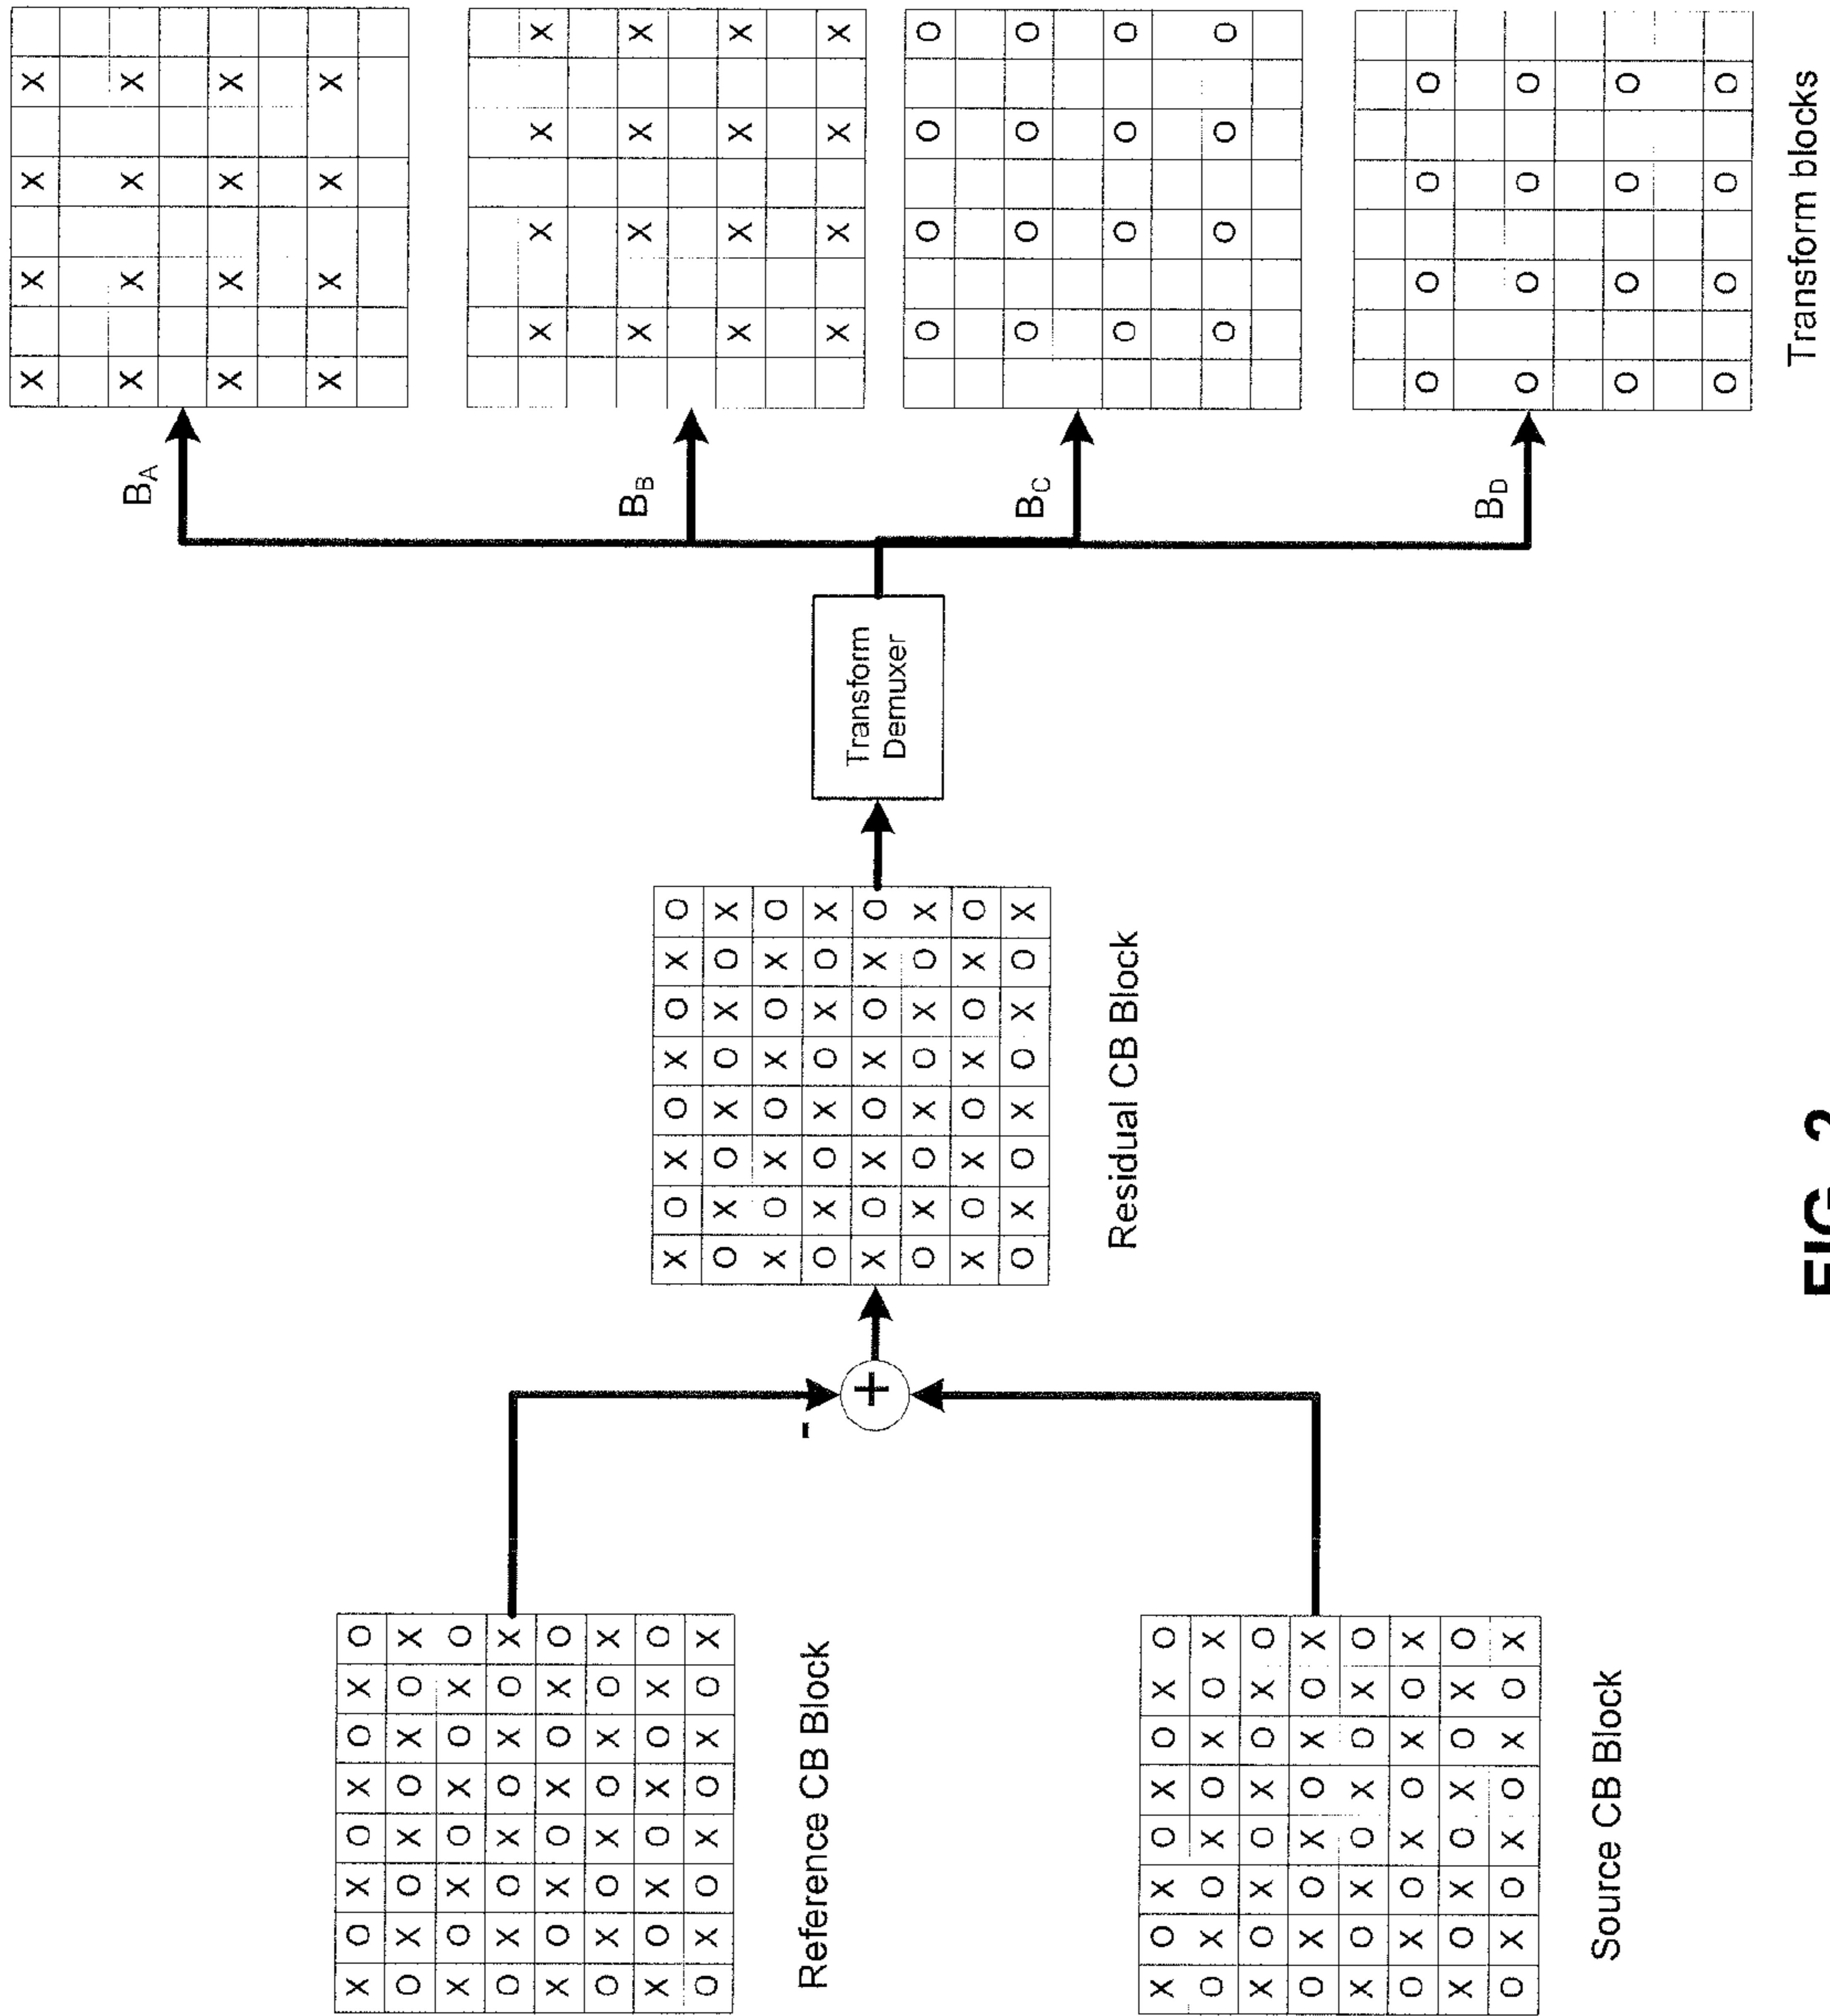 X O X O X O X O
O X O X O X O X
X O X O X O X O
O X O X O X O X
X O X O X O X O
O X O X O X O X
X O X O X O X O
O X O X O X O X
Reference CB Block
-
+
X O X O X O X O
O X O X O X O X
X O X O X O X O
O X O X O X O X
X O X O X O X O
O X O X O X O X
X O X O X O X O
O X O X O X O X
Source CB Block
X O X O X O X O
O X O X O X O X
X O X O X O X O
O X O X O X O X
X O X O X O X O
O X O X O X O X
X O X O X O X O
O X O X O X O X
Residual CB Block
Transform
Demuxer
BA
X X X X
X X X X
X X X X
X X X X
BB
X X X X
X X X X
X X X X
X X X X
BC
O O O O
O O O O
O O O O
O O O O
BD
O O O O
O O O O
O O O O
O O O O
Transform blocks
FIG. 2